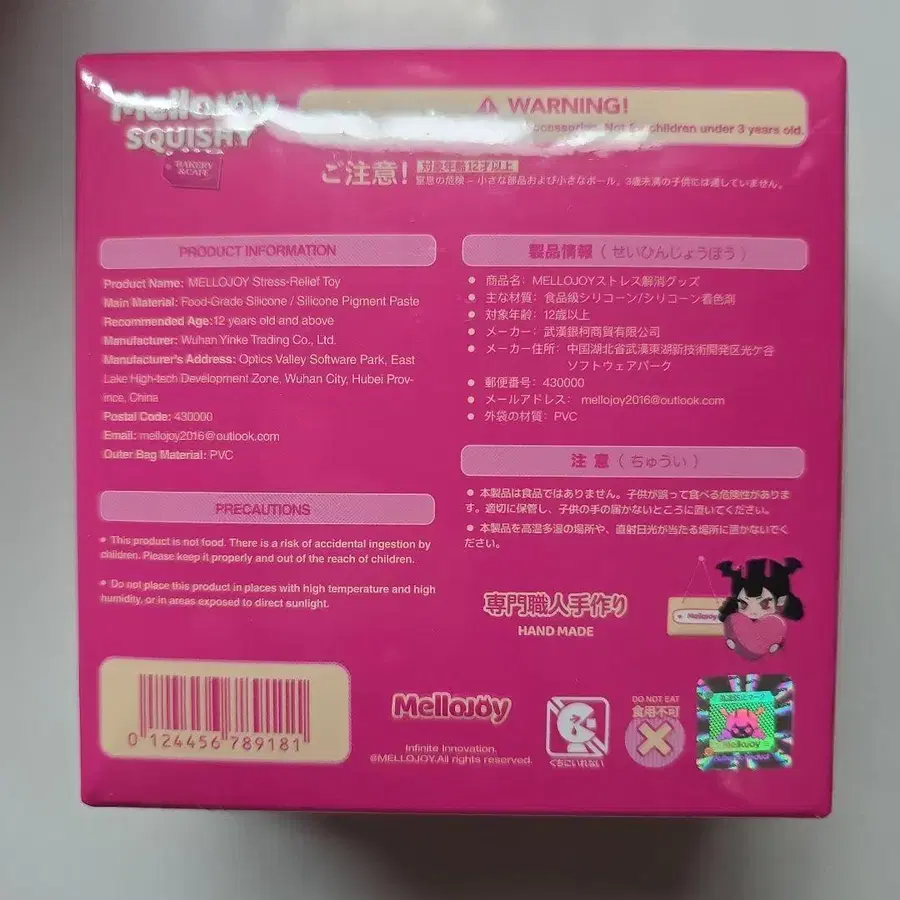 MelloJoy
SQUISHY
BAKERY
&CAFE
WARNING!
accessories. Not for children under 3 years old.
ご注意!
対象年齢12才以上
窒息の危険 – 小さな部品および小さなボール。3歳未満の子供には適していません。
PRODUCT INFORMATION
Product Name: MELLOJOY Stress-Relief Toy
Main Material: Food-Grade Silicone / Silicone Pigment Paste
Recommended Age:12 years old and above
Manufacturer: Wuhan Yinke Trading Co., Ltd.
Manufacturer's Address: Optics Valley Software Park, East
Lake High-tech Development Zone, Wuhan City, Hubei Prov-
ince, China
Postal Code: 430000
Email: mellojoy2016@outlook.com
Outer Bag Material: PVC
PRECAUTIONS
• This product is not food. There is a risk of accidental ingestion by
children. Please keep it properly and out of the reach of children.
• Do not place this product in places with high temperature and high
humidity, or in areas exposed to direct sunlight.
製品情報(せいひんじょうほう)
• 商品名: MELLOJOYストレス解消グッズ
• 主な材質: 食品級シリコーン/シリコーン着色剤
• 対象年齢: 12歳以上
• メーカー: 武漢銀柯商貿有限公司
• メーカー住所: 中国湖北省武漢東湖新技術開発区光ケ谷
ソフトウェアパーク
• 郵便番号: 430000
• メールアドレス: mellojoy2016@outlook.com
• 外袋の材質: PVC
注 意(ちゅうい)
• 本製品は食品ではありません。子供が誤って食べる危険性がありま
す。適切に保管し、子供の手の届かないところに置いてください。
• 本製品を高温多湿の場所や、直射日光が当たる場所に置かないでく
ださい。
専門職人手作り
HAND MADE
MelloJoy
0 124456 789181
MelloJoy
Infinite Innovation.
@MELLOJOY.All rights reserved.
くちにいれない
DO NOT EAT
食用不可
MelloJoy